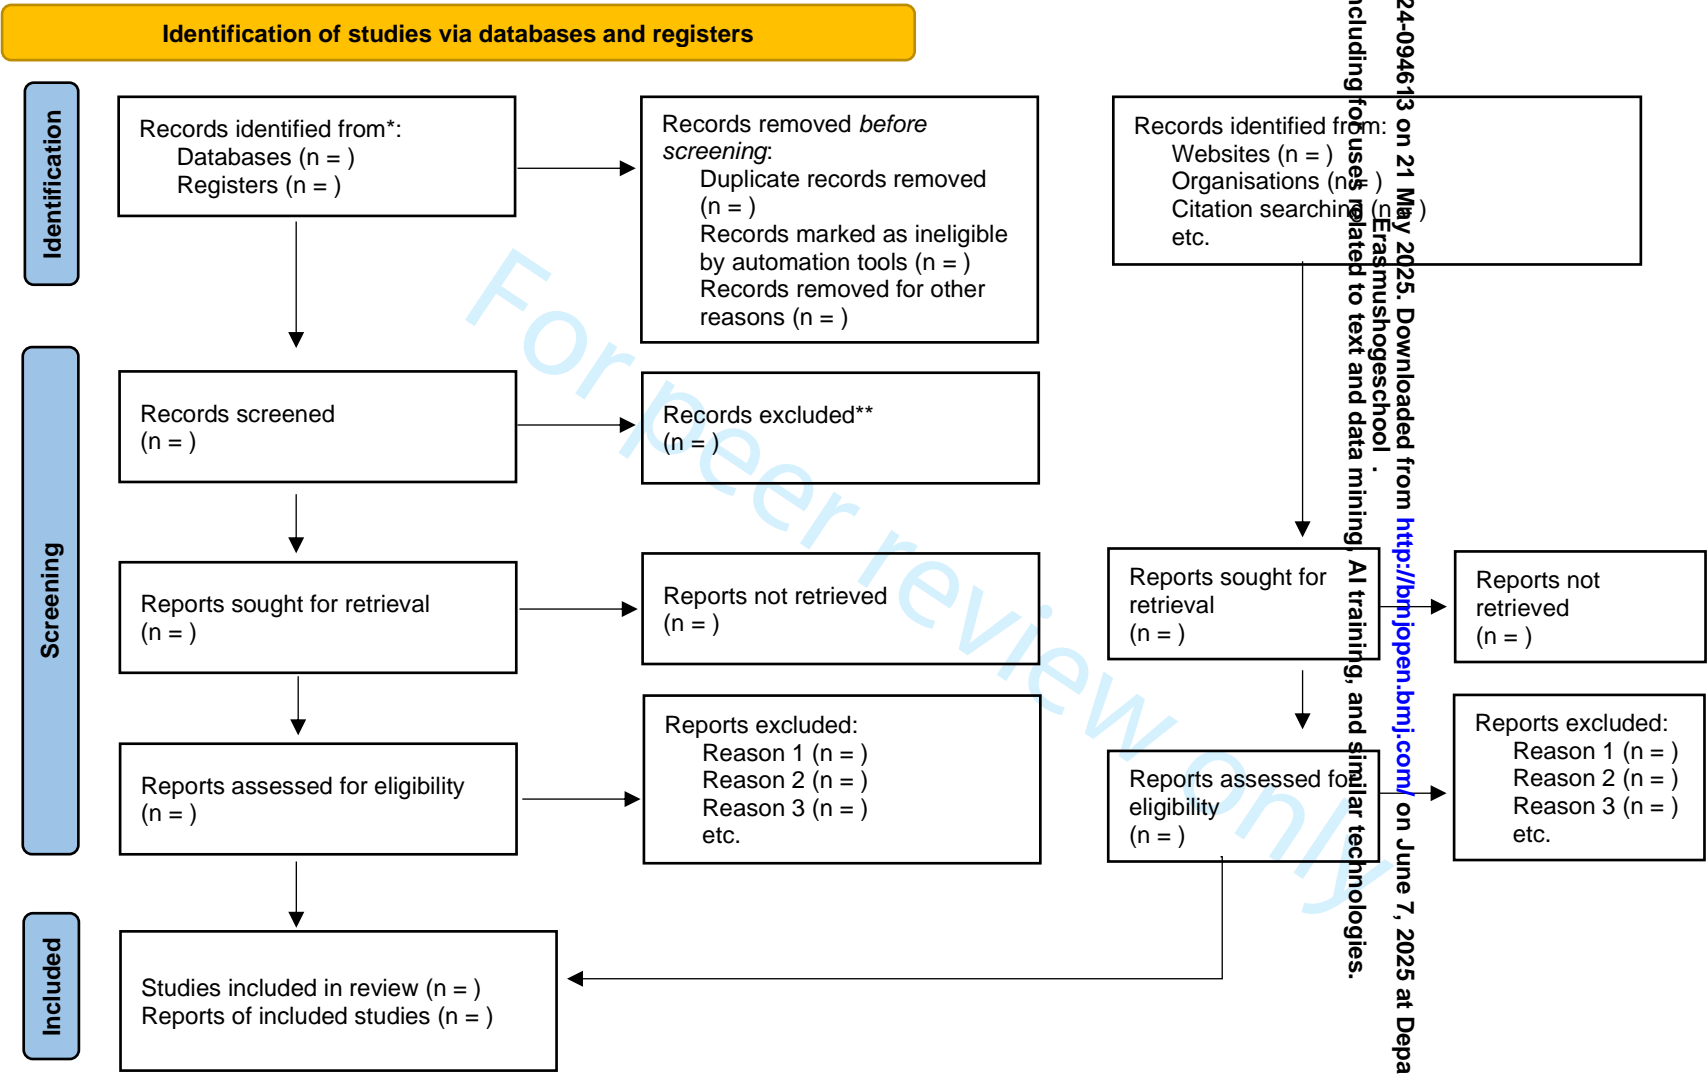 Identification of studies via databases and registers
Identification
Records identified from*:
Databases (n = )
Registers (n = )
Records removed before
screening:
Duplicate records removed
(n = )
Records marked as ineligible
by automation tools (n = )
Records removed for other
reasons (n = )
Records identified from:
Websites (n = )
Organisations (n = )
Citation searching (n = )
etc.
Screening
Records screened
(n = )
Records excluded**
(n = )
Reports sought for retrieval
(n = )
Reports not retrieved
(n = )
Reports sought for
retrieval
(n = )
Reports not
retrieved
(n = )
Reports assessed for eligibility
(n = )
Reports excluded:
Reason 1 (n = )
Reason 2 (n = )
Reason 3 (n = )
etc.
Reports assessed for
eligibility
(n = )
Reports excluded:
Reason 1 (n = )
Reason 2 (n = )
Reason 3 (n = )
etc.
Included
Studies included in review (n = )
Reports of included studies (n = )
For peer review only
24-094613 on 21 May 2025. Downloaded from http://bmjopen.bmj.com/ on June 7, 2025 at Depa
Erasmushogeschool .
ncluding for uses related to text and data mining, AI training, and similar technologies.